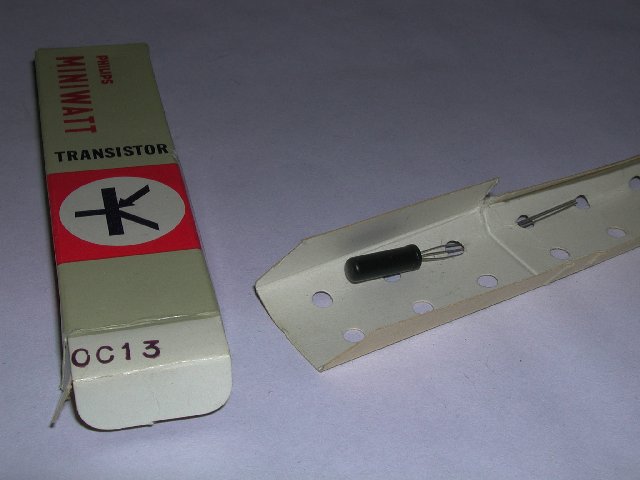 PHILIPS
MINIWATT
TRANSISTOR
OC13